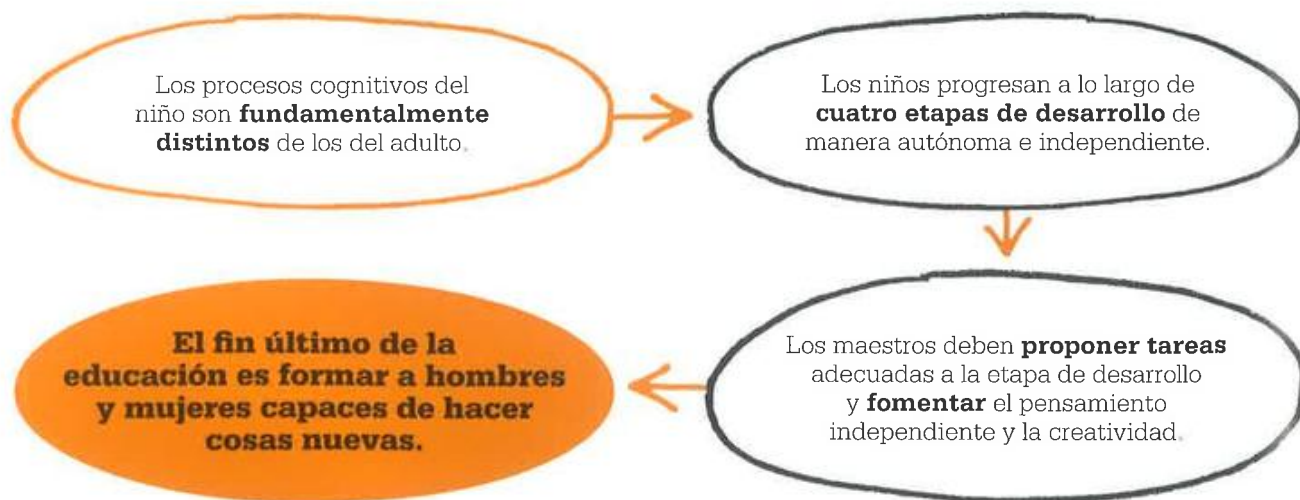 Los procesos cognitivos del
niño son fundamentalmente
distintos de los del adulto.
Los niños progresan a lo largo de
cuatro etapas de desarrollo de
manera autónoma e independiente.
Los maestros deben proponer tareas
adecuadas a la etapa de desarrollo
y fomentar el pensamiento
independiente y la creatividad.
El fin último de la
educación es formar a hombres
y mujeres capaces de hacer
cosas nuevas.